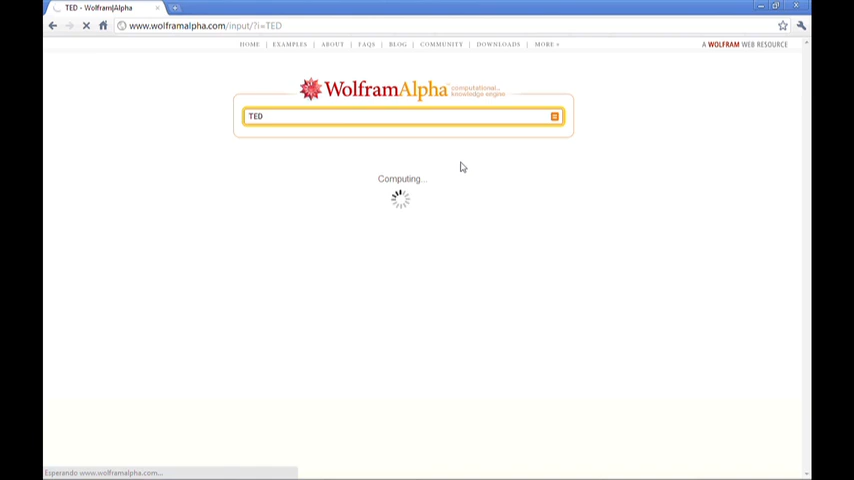 TED - Wolfram|Alpha
www.wolframalpha.com/input/?i=TED
HOME | EXAMPLES | ABOUT | FAQS | BLOG | COMMUNITY | DOWNLOADS | MORE »
A WOLFRAM WEB RESOURCE
WolframAlpha computational... knowledge engine
TED
Computing...
Esperando www.wolframalpha.com...